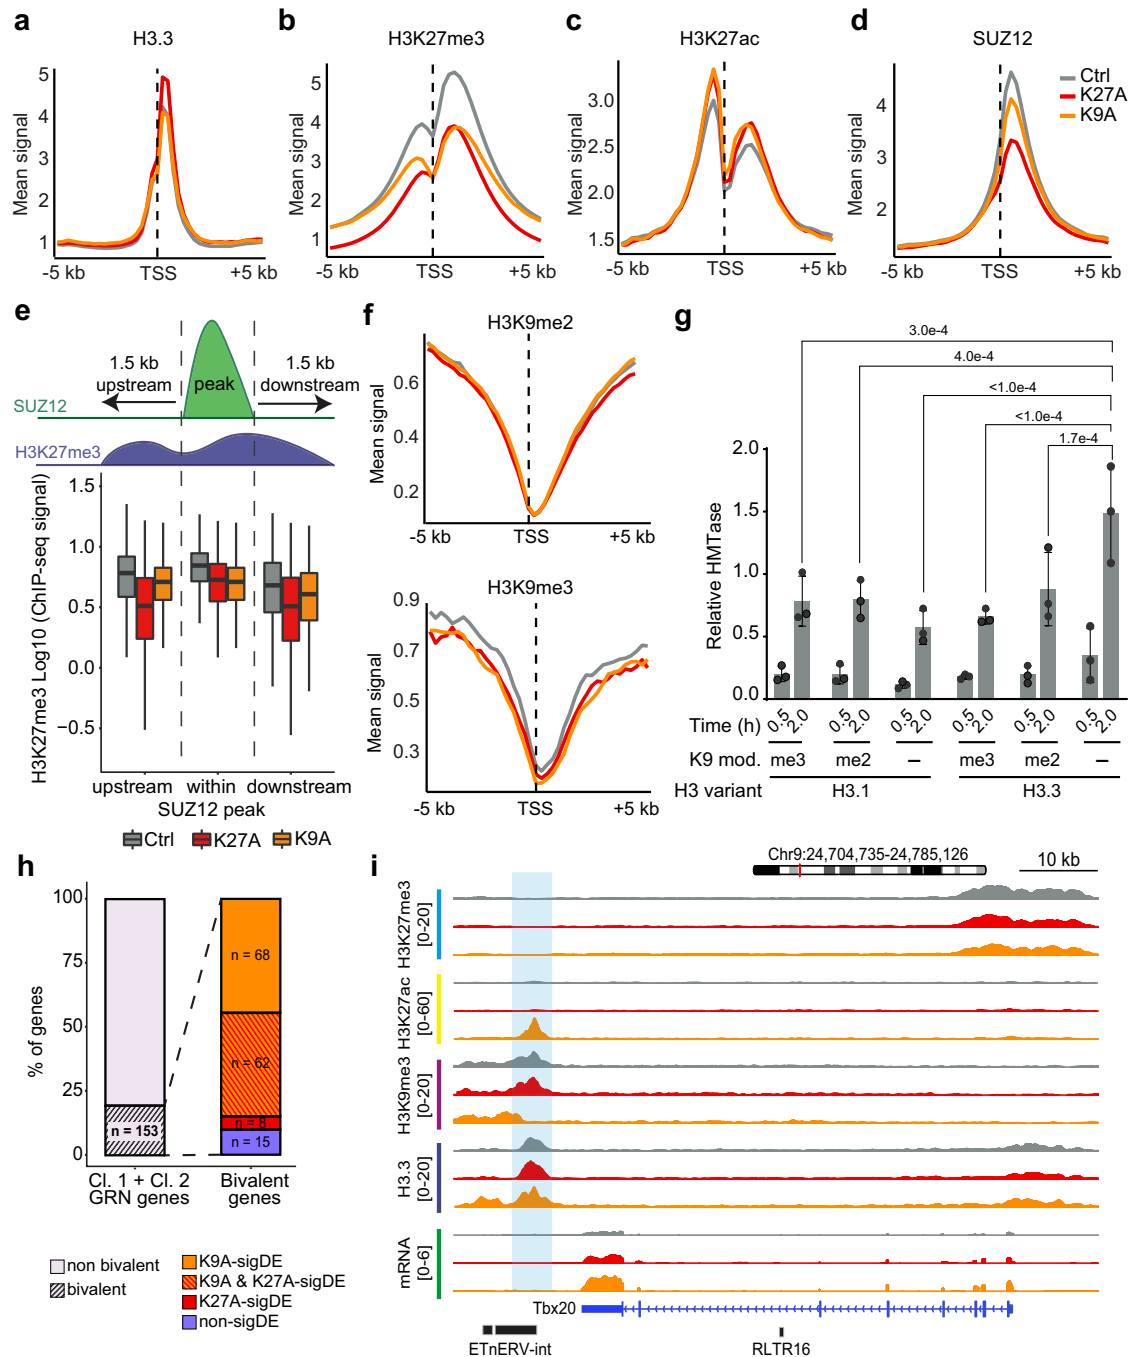 a
H3.3
Mean signal
5
4
3
2
1
-5 kb
TSS
+5 kb
b
H3K27me3
Mean signal
5
4
3
2
1
-5 kb
TSS
+5 kb
c
H3K27ac
Mean signal
3.0
2.5
2.0
1.5
-5 kb
TSS
+5 kb
d
SUZ12
Mean signal
4
3
2
-5 kb
TSS
+5 kb
Ctrl
K27A
K9A
e
1.5 kb
upstream
peak
1.5 kb
downstream
SUZ12
H3K27me3
H3K27me3 Log10 (ChIP-seq signal)
1.5
1.0
0.5
0.0
−0.5
upstream
within
downstream
SUZ12 peak
Ctrl
K27A
K9A
f
H3K9me2
Mean signal
0.6
0.4
0.2
-5 kb
TSS
+5 kb
H3K9me3
Mean signal
0.9
0.7
0.5
0.3
-5 kb
TSS
+5 kb
g
3.0e-4
4.0e-4
<1.0e-4
<1.0e-4
1.7e-4
Relative HMTase
2.0
1.5
1.0
0.5
0.0
Time (h)
0.5 2.0 0.5 2.0 0.5 2.0 0.5 2.0 0.5 2.0 0.5 2.0
K9 mod. me3 me2 – me3 me2 –
H3 variant H3.1 H3.3
h
% of genes
100
75
50
25
0
n = 153
n = 68
n = 62
n = 8
n = 15
Cl. 1 + Cl. 2
GRN genes
Bivalent
genes
non bivalent
bivalent
K9A-sigDE
K9A & K27A-sigDE
K27A-sigDE
non-sigDE
i
Chr9:24,704,735-24,785,126
10 kb
H3K27me3
[0-20]
H3K27ac
[0-60]
H3K9me3
[0-20]
H3.3
[0-20]
mRNA
[0-6]
Tbx20
ETnERV-int
RLTR16